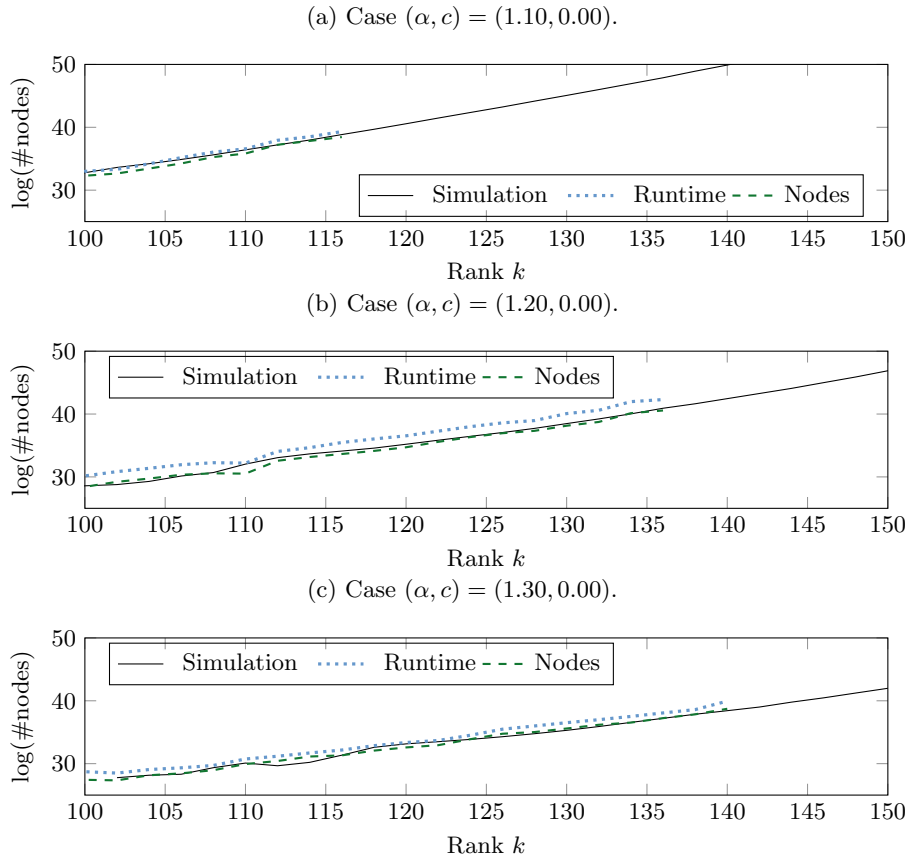 (a) Case (α, c) = (1.10, 0.00).
50
40
30
log(#nodes)
Simulation Runtime Nodes
100 105 110 115 120 125 130 135 140 145 150
Rank k
(b) Case (α, c) = (1.20, 0.00).
50
40
30
log(#nodes)
Simulation Runtime Nodes
100 105 110 115 120 125 130 135 140 145 150
Rank k
(c) Case (α, c) = (1.30, 0.00).
50
40
30
log(#nodes)
Simulation Runtime Nodes
100 105 110 115 120 125 130 135 140 145 150
Rank k